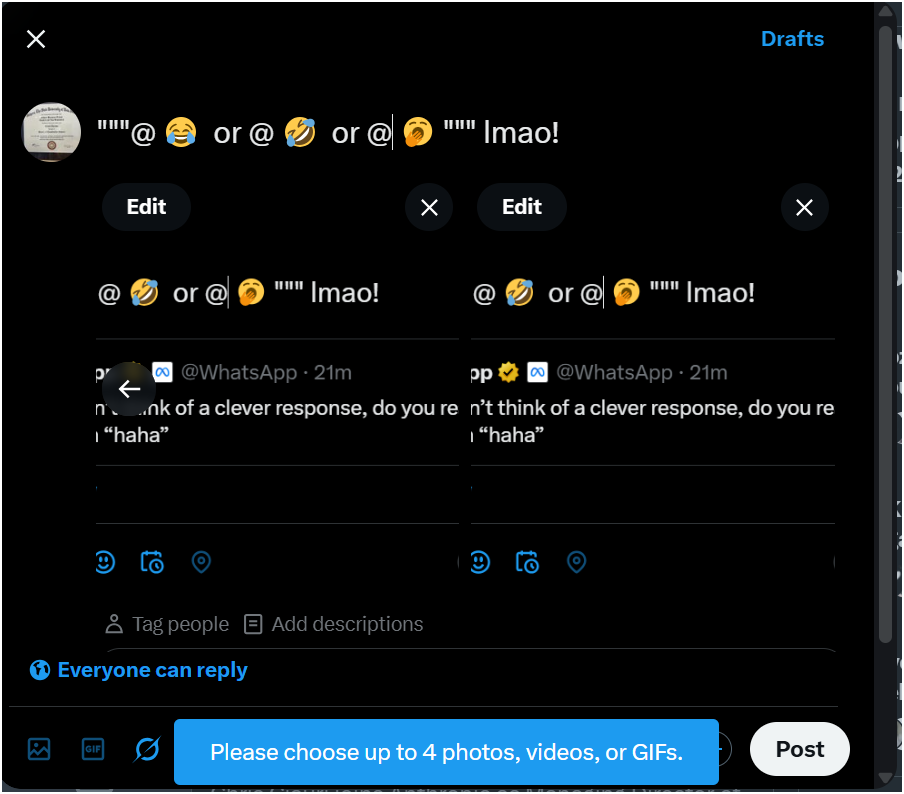 Drafts
"""@ 😂 or @ 🤣 or @ 🥱 """ lmao!
Edit
Edit
@ 🤣 or @ 🥱 """ lmao!
@ 🤣 or @ 🥱 """ lmao!
@WhatsApp · 21m
pp @WhatsApp · 21m
think of a clever response, do you re
n't think of a clever response, do you re
"haha"
"haha"
Tag people Add descriptions
Everyone can reply
GIF
Please choose up to 4 photos, videos, or GIFs.
Post